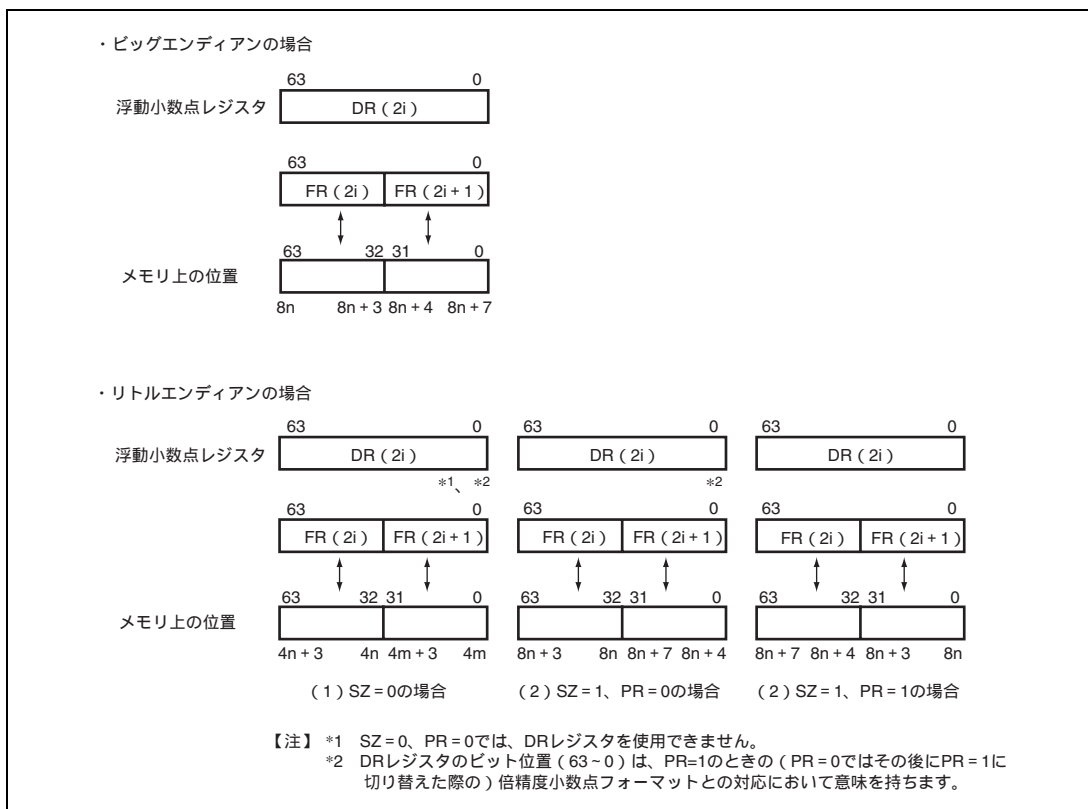 ・ビッグエンディアンの場合
63 0
浮動小数点レジスタ DR(2i)
63 0
FR(2i) FR(2i+1)
63 32 31 0
メモリ上の位置
8n 8n+3 8n+4 8n+7
・リトルエンディアンの場合
63 0 63 0 63 0
浮動小数点レジスタ DR(2i) DR(2i) DR(2i)
*1、*2 *2
63 0 63 0 63 0
FR(2i) FR(2i+1) FR(2i) FR(2i+1) FR(2i) FR(2i+1)
63 32 31 0 63 32 31 0 63 32 31 0
メモリ上の位置
4n+3 4n 4m+3 4m 8n+3 8n 8n+7 8n+4 8n+7 8n+4 8n+3 8n
(1)SZ=0の場合 (2)SZ=1、PR=0の場合 (2)SZ=1、PR=1の場合
【注】 *1 SZ=0、PR=0では、DRレジスタを使用できません。
*2 DRレジスタのビット位置(63~0)は、PR=1のときの(PR=0ではその後にPR=1に
切り替えた際の)倍精度小数点フォーマットとの対応において意味を持ちます。